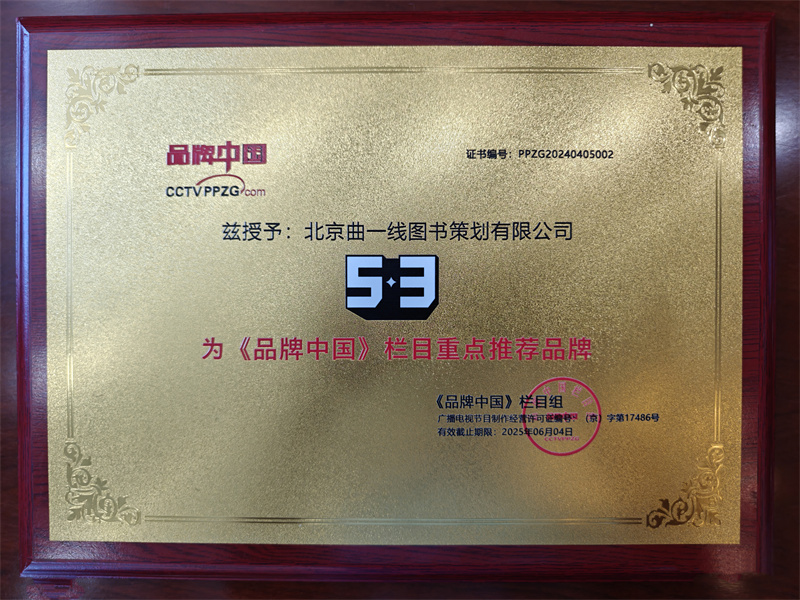 品牌中国
证书编号：PPZG20240405002
CCTVPPZG.com
兹授予：北京曲一线图书策划有限公司
5·3
为《品牌中国》栏目重点推荐品牌
《品牌中国》栏目组
广播电视节目制作经营许可证编号：（京）字第17486号
有效截止期限：2025年06月04日